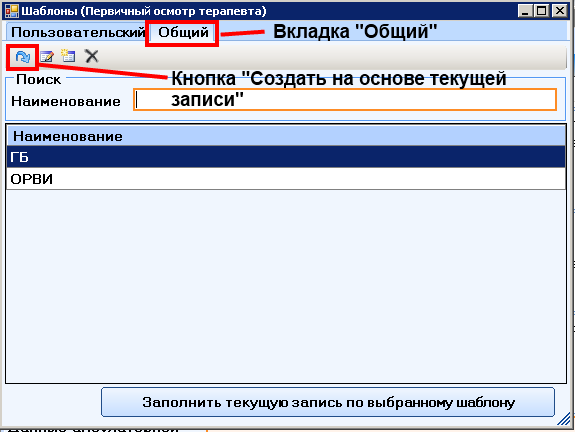 Шаблоны (Первичный осмотр терапевта)
Пользовательский Общий Вкладка "Общий"
Кнопка "Создать на основе текущей
Поиск
Наименование записи"
Наименование
ГБ
ОРВИ
Заполнить текущую запись по выбранному шаблону